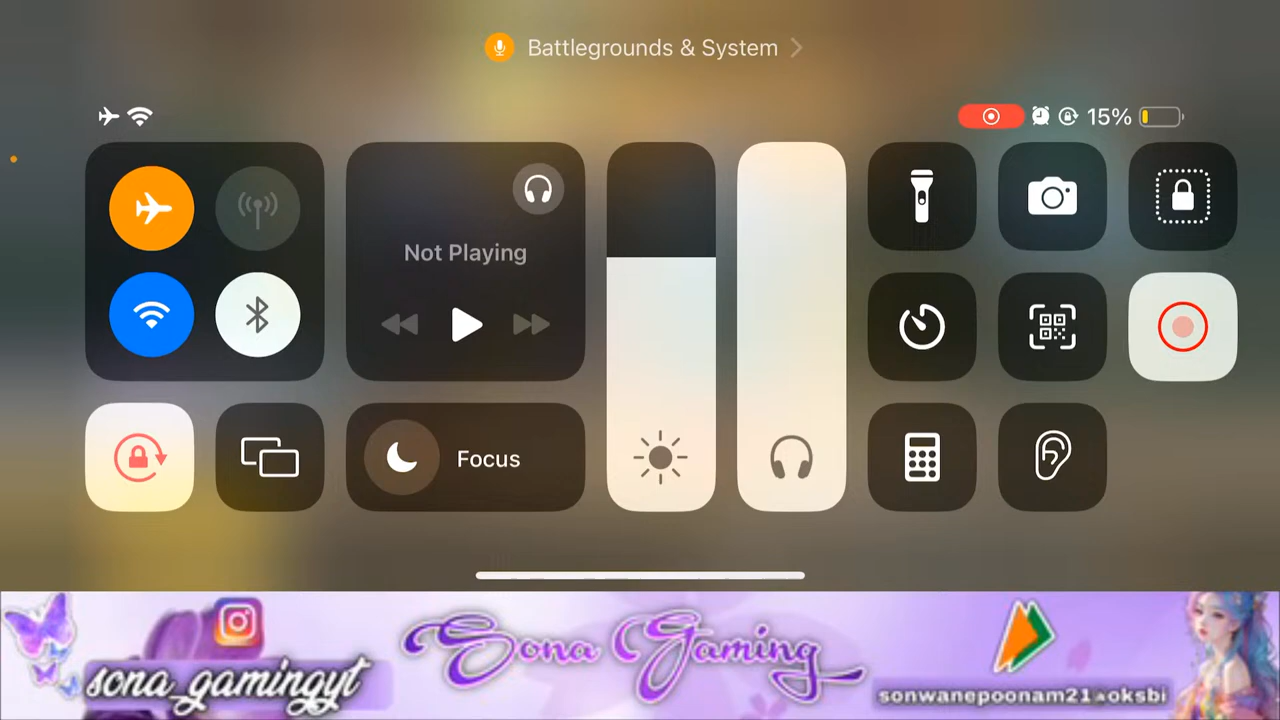 Battlegrounds & System
15%
Not Playing
Focus
sona_gamingyt
Sona Gaming
sonwanepoonam21@oksbi